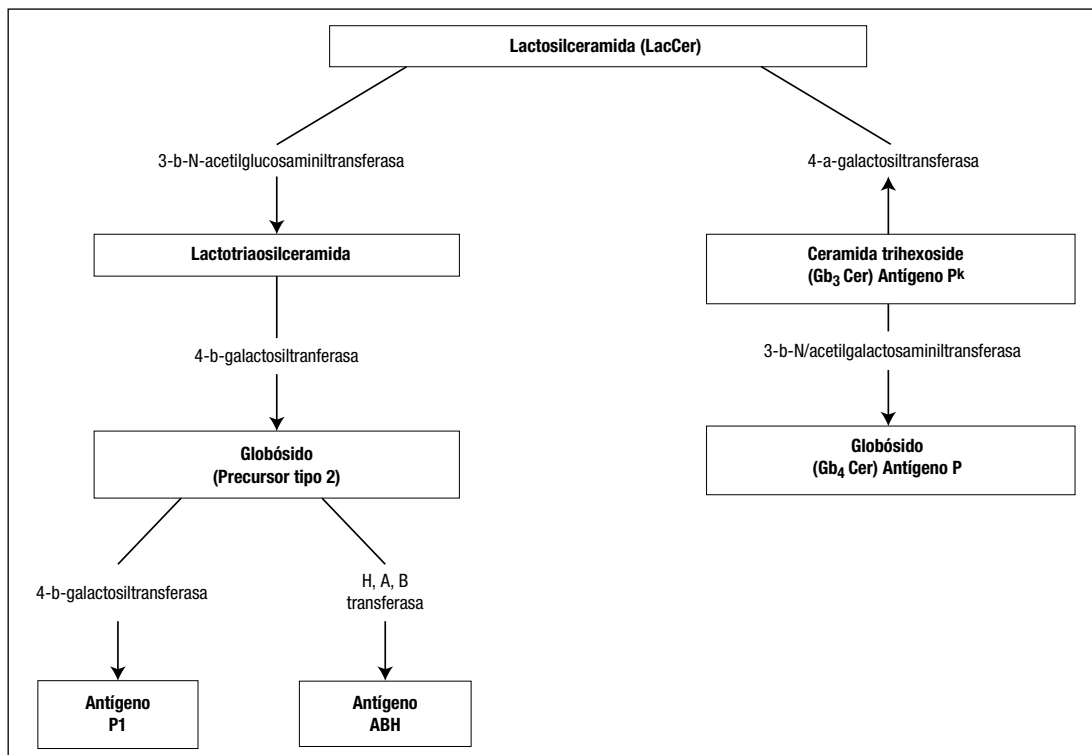 Lactosilceramida (LacCer)
3-b-N-acetilglucosaminiltransferasa
4-a-galactosiltransferasa
Lactotriaosilceramida
Ceramida trihexoside
(Gb3 Cer) Antígeno Pk
4-b-galactosiltranferasa
3-b-N/acetilgalactosaminiltransferasa
Globósido
(Precursor tipo 2)
Globósido
(Gb4 Cer) Antígeno P
4-b-galactosiltransferasa
H, A, B
transferasa
Antígeno
P1
Antígeno
ABH